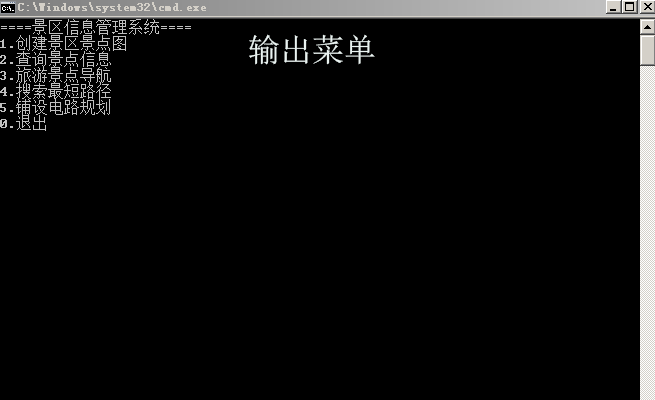 C:\Windows\system32\cmd.exe
====景区信息管理系统====
1.创建景区景点图
2.查询景点信息
3.旅游景点导航
4.搜索最短路径
5.铺设电路规划
0.退出
输出菜单